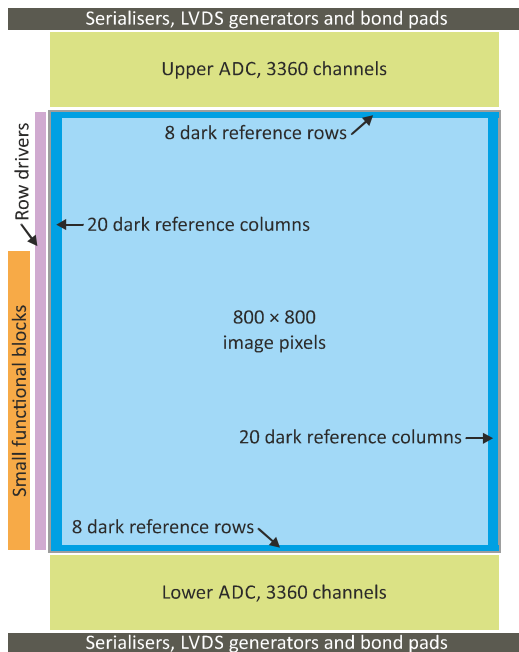 Serialisers, LVDS generators and bond pads
Upper ADC, 3360 channels
8 dark reference rows
Row drivers
20 dark reference columns
800 × 800
image pixels
Small functional blocks
20 dark reference columns
8 dark reference rows
Lower ADC, 3360 channels
Serialisers, LVDS generators and bond pads